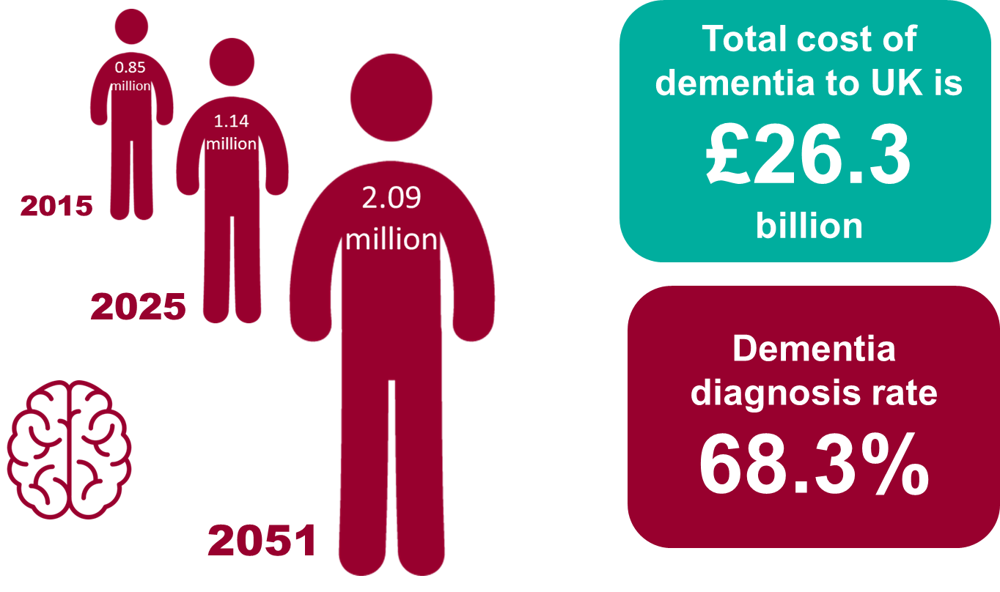 0.85
million
2015
1.14
million
2025
2.09
million
2051
Total cost of
dementia to UK is
£26.3
billion
Dementia
diagnosis rate
68.3%